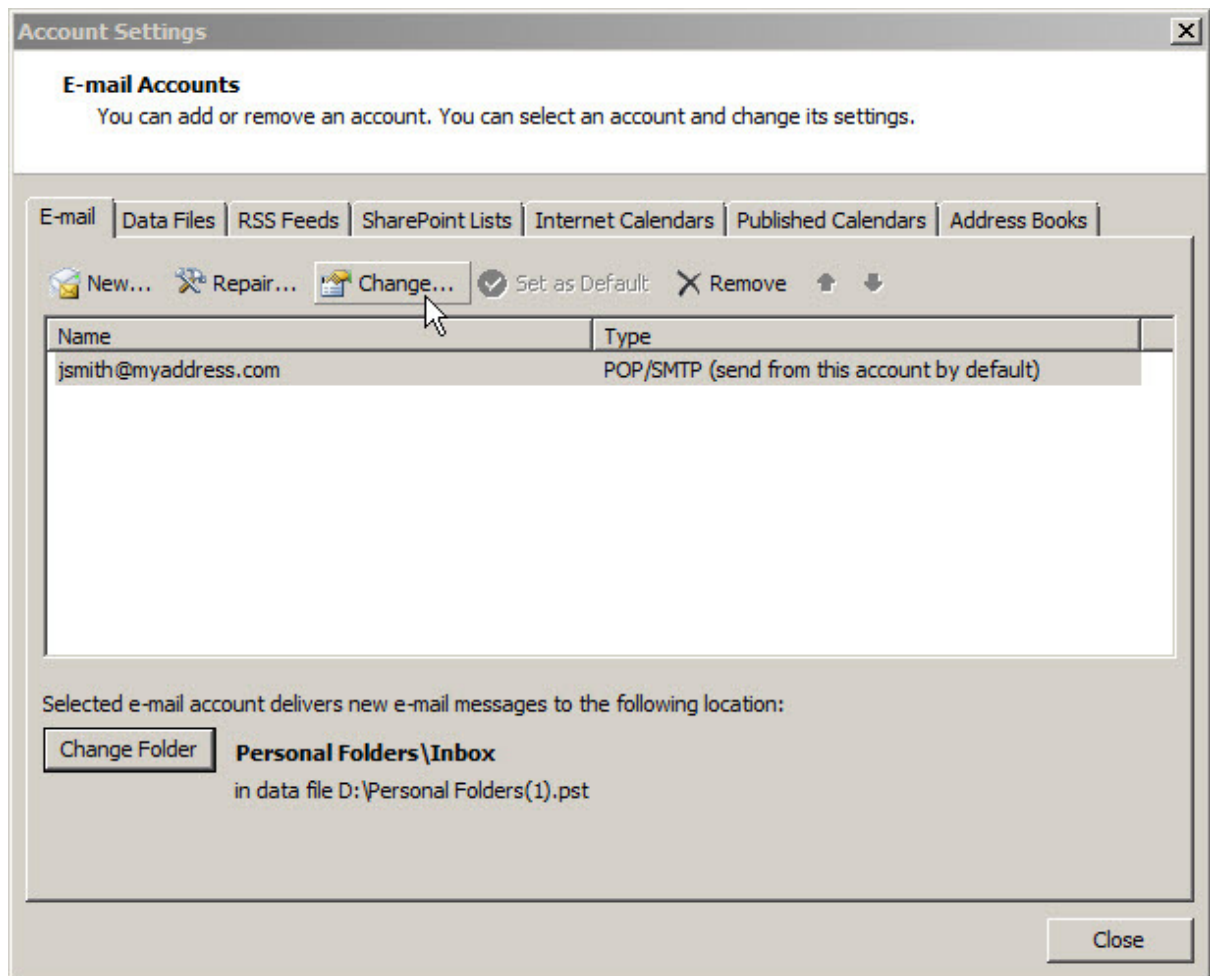 Account Settings
E-mail Accounts
You can add or remove an account. You can select an account and change its settings.
E-mail Data Files RSS Feeds SharePoint Lists Internet Calendars Published Calendars Address Books
New... Repair... Change... Set as Default Remove
Name Type
jsmith@myaddress.com POP/SMTP (send from this account by default)
Selected e-mail account delivers new e-mail messages to the following location:
Change Folder Personal Folders\Inbox
in data file D:\Personal Folders(1).pst
Close